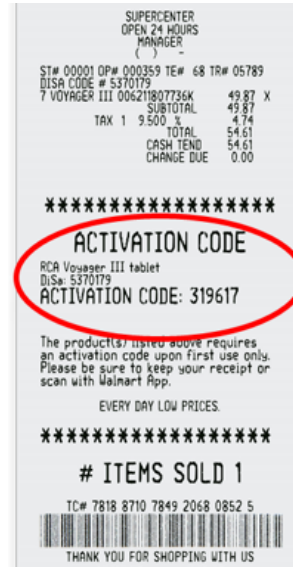 SUPERCENTER
OPEN 24 HOURS
MANAGER
( ) -
ST# 00001 OP# 000359 TE# 68 TR# 05789
DISA CODE # 5370179
7 VOYAGER III 006211807736K 49.87 X
SUBTOTAL 49.87
TAX 1 9.500 % 4.74
TOTAL 54.61
CASH TEND 54.61
CHANGE DUE 0.00
*******************
ACTIVATION CODE
RCA Voyager III tablet
DiSa: 5370179
ACTIVATION CODE: 319617
The product(s) listed above requires
an activation code upon first use only.
Please be sure to keep your receipt or
scan with Walmart App.
EVERY DAY LOW PRICES.
********************
# ITEMS SOLD 1
TC# 7818 8710 7849 2068 0852 5
THANK YOU FOR SHOPPING WITH US